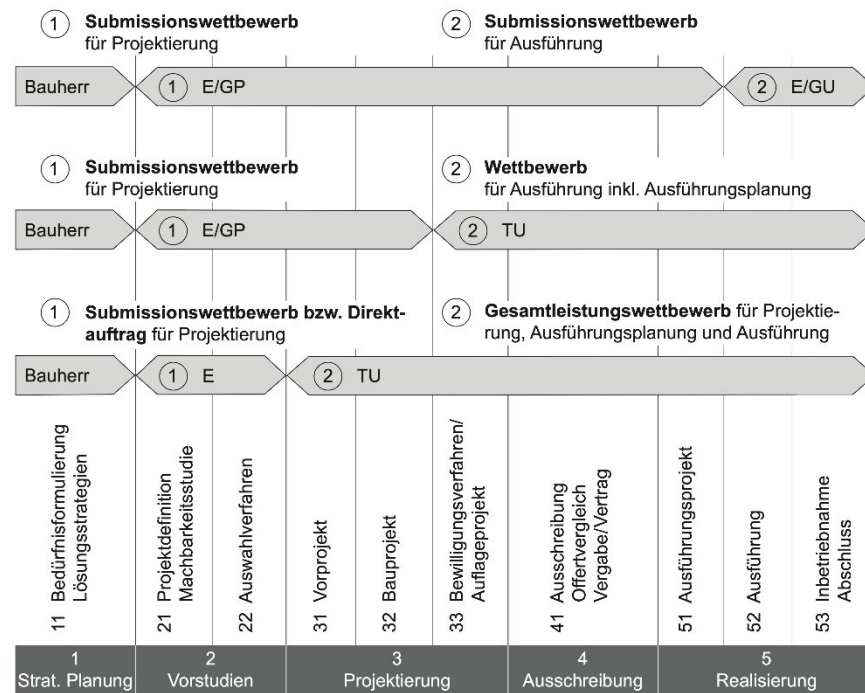 1 Submissionswettbewerb
für Projektierung
2 Submissionswettbewerb
für Ausführung
Bauherr
1 E/GP
2 E/GU
1 Submissionswettbewerb
für Projektierung
2 Wettbewerb
für Ausführung inkl. Ausführungsplanung
Bauherr
1 E/GP
2 TU
1 Submissionswettbewerb bzw. Direkt-
auftrag für Projektierung
2 Gesamtleistungswettbewerb für Projektie-
rung, Ausführungsplanung und Ausführung
Bauherr
1 E
2 TU
11 Bedürfnisformulierung
Lösungsstrategien
21 Projektdefinition
Machbarkeitsstudie
22 Auswahlverfahren
31 Vorprojekt
32 Bauprojekt
33 Bewilligungsverfahren/
Auflageprojekt
41 Ausschreibung
Offertvergleich
Vergabe/Vertrag
51 Ausführungsprojekt
52 Ausführung
53 Inbetriebnahme
Abschluss
1
Strat. Planung
2
Vorstudien
3
Projektierung
4
Ausschreibung
5
Realisierung